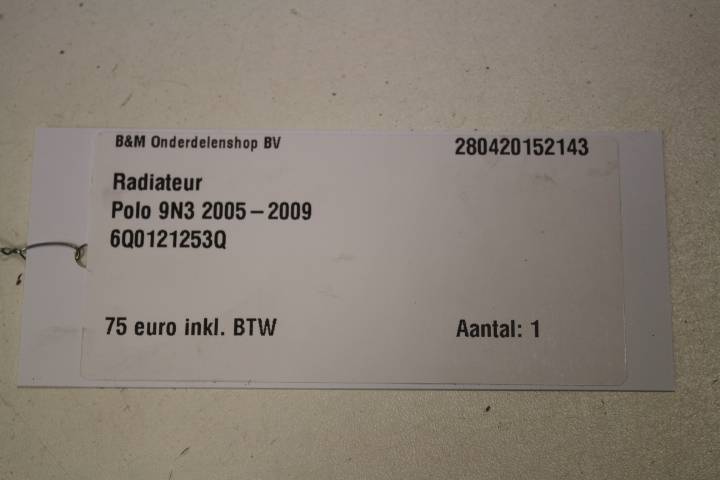 B&M Onderdelenshop BV
280420152143
Radiateur
Polo 9N3 2005 – 2009
6Q0121253Q
75 euro inkl. BTW
Aantal: 1